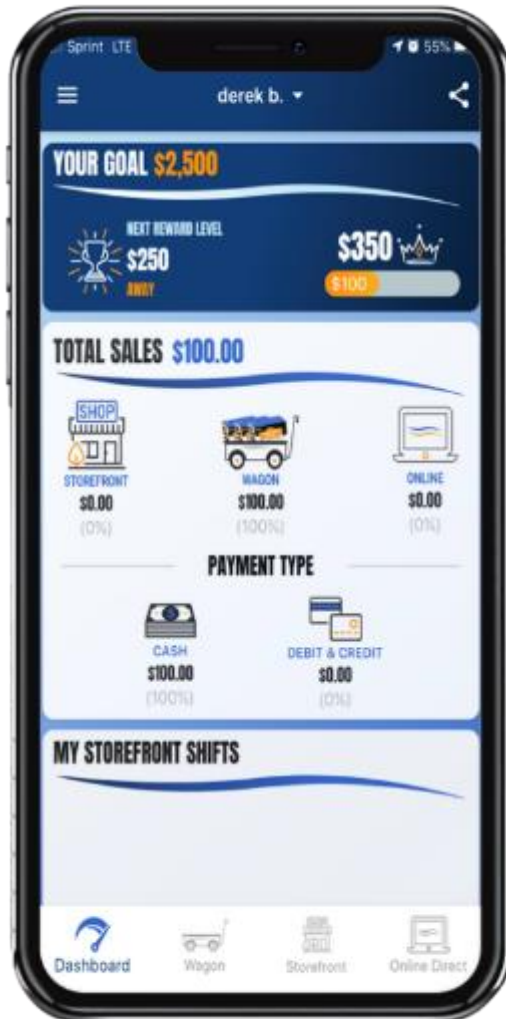 Sprint LTE
55%
derek b.
YOUR GOAL $2,500
NEXT REWARD LEVEL
$250
AWAY
$350
$100
TOTAL SALES $100.00
SHOP
STOREFRONT
$0.00
(0%)
WAGON
$100.00
(100%)
ONLINE
$0.00
(0%)
PAYMENT TYPE
CASH
$100.00
(100%)
DEBIT & CREDIT
$0.00
(0%)
MY STOREFRONT SHIFTS
Dashboard
Wagon
Storefront
Online Direct